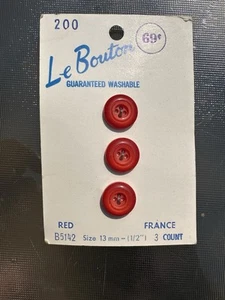 200
Le Bouton
69¢
GUARANTEED WASHABLE
RED FRANCE
B5142 Size 13 mm-(1/2") 3 COUNT